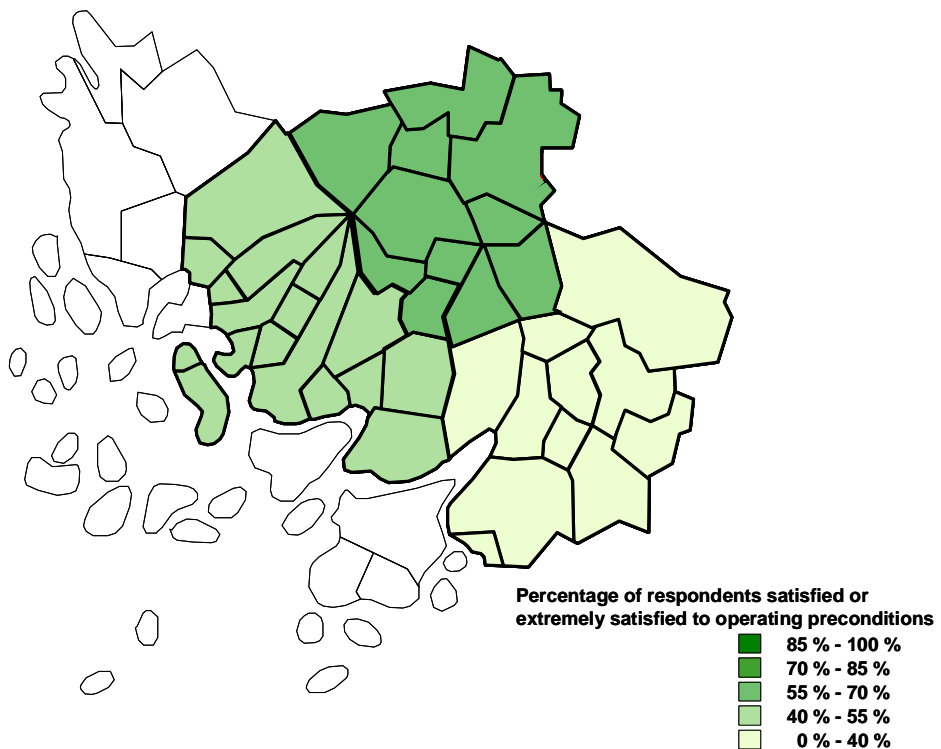 Percentage of respondents satisfied or
extremely satisfied to operating preconditions
85 % - 100 %
70 % - 85 %
55 % - 70 %
40 % - 55 %
0 % - 40 %